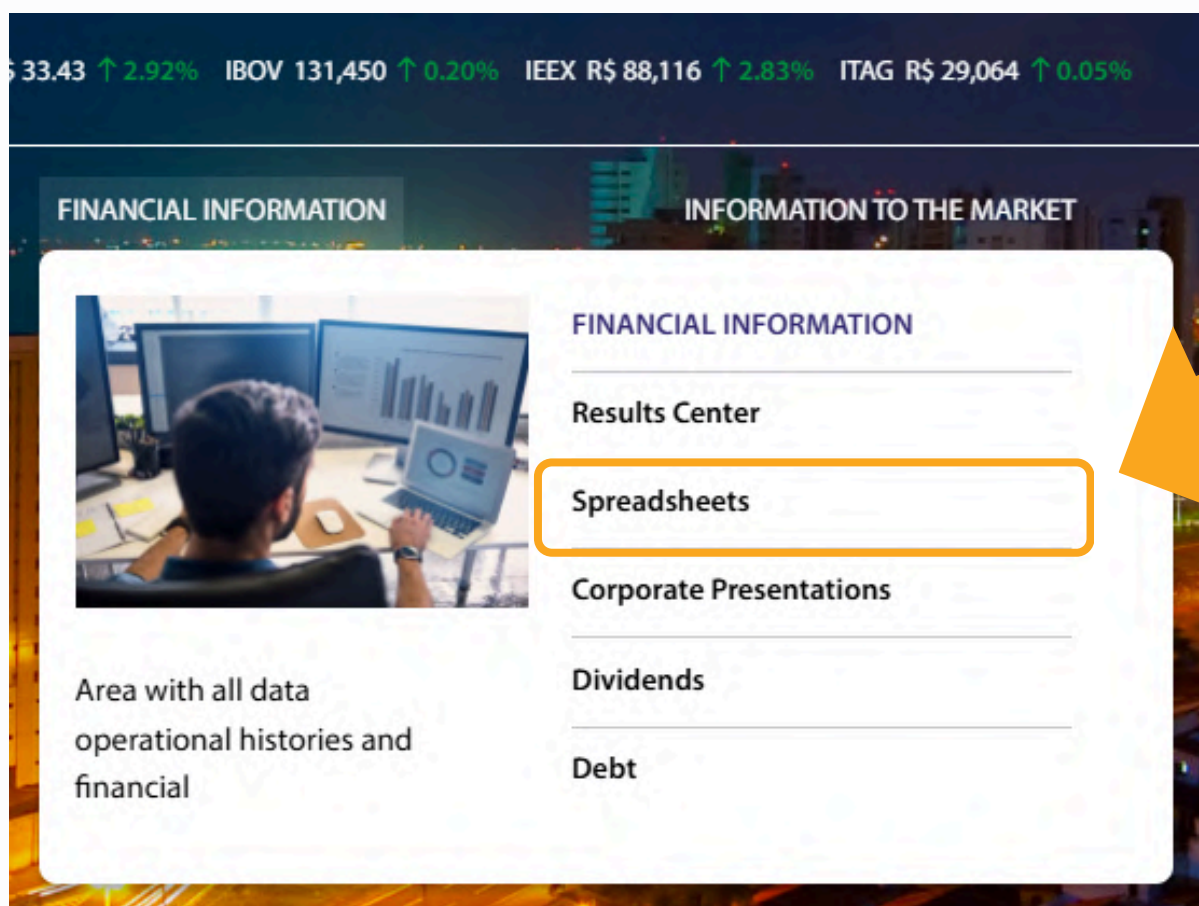 $ 33.43 ↑ 2.92% IBOV 131,450 ↑ 0.20% IEEX R$ 88,116 ↑ 2.83% ITAG R$ 29,064 ↑ 0.05%
FINANCIAL INFORMATION
INFORMATION TO THE MARKET
FINANCIAL INFORMATION
Results Center
Spreadsheets
Corporate Presentations
Dividends
Debt
Area with all data
operational histories and
financial